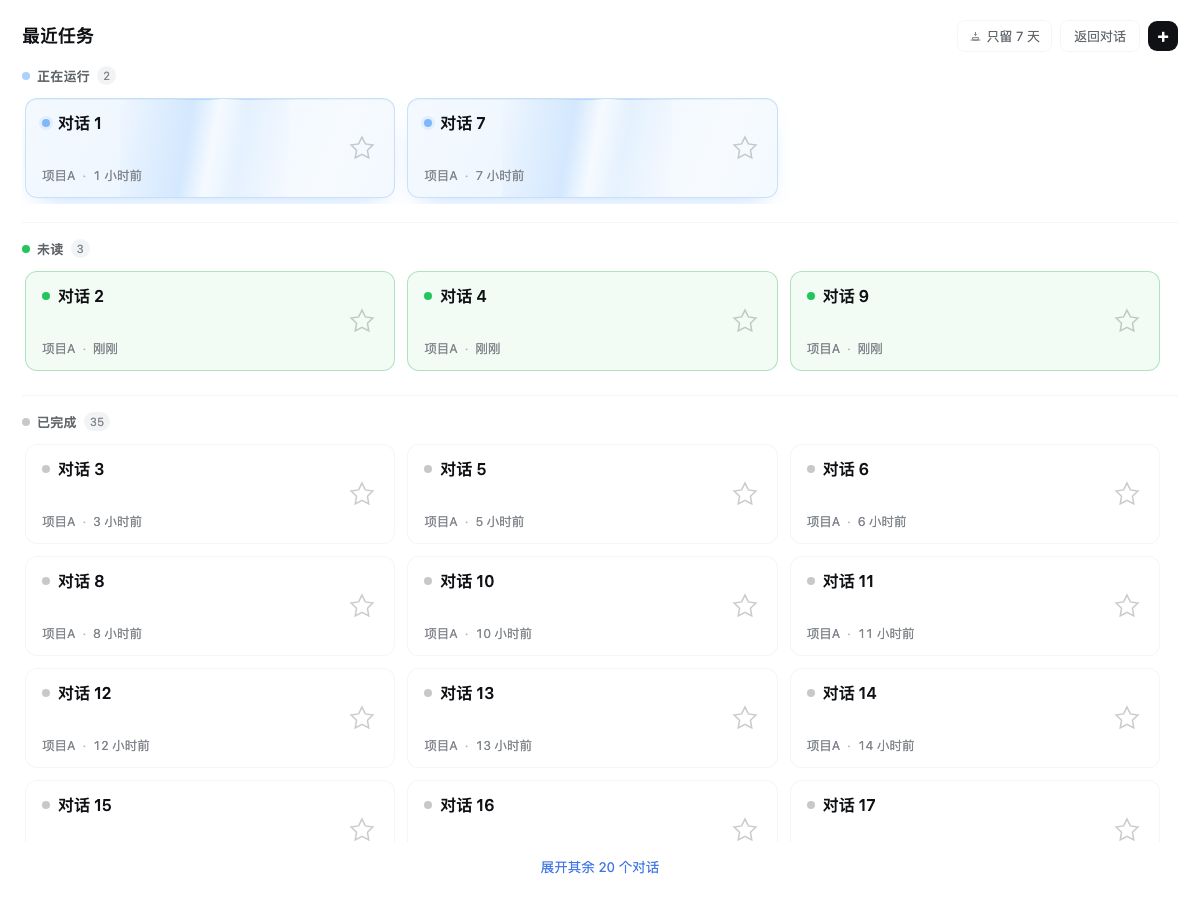 最近任务
只留 7 天
返回对话
正在运行 2
对话 1
项目A · 1 小时前
对话 7
项目A · 7 小时前
未读 3
对话 2
项目A · 刚刚
对话 4
项目A · 刚刚
对话 9
项目A · 刚刚
已完成 35
对话 3
项目A · 3 小时前
对话 5
项目A · 5 小时前
对话 6
项目A · 6 小时前
对话 8
项目A · 8 小时前
对话 10
项目A · 10 小时前
对话 11
项目A · 11 小时前
对话 12
项目A · 12 小时前
对话 13
项目A · 13 小时前
对话 14
项目A · 14 小时前
对话 15
对话 16
对话 17
展开其余 20 个对话